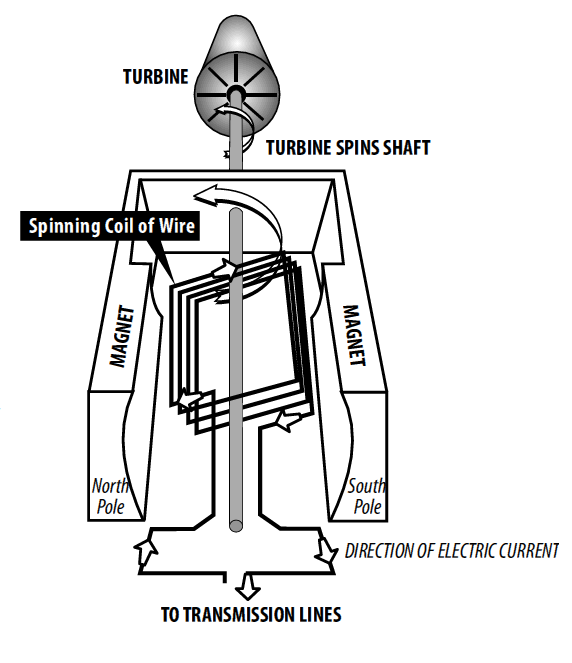 TURBINE
TURBINE SPINS SHAFT
Spinning Coil of Wire
MAGNET
MAGNET
North
Pole
South
Pole
DIRECTION OF ELECTRIC CURRENT
TO TRANSMISSION LINES